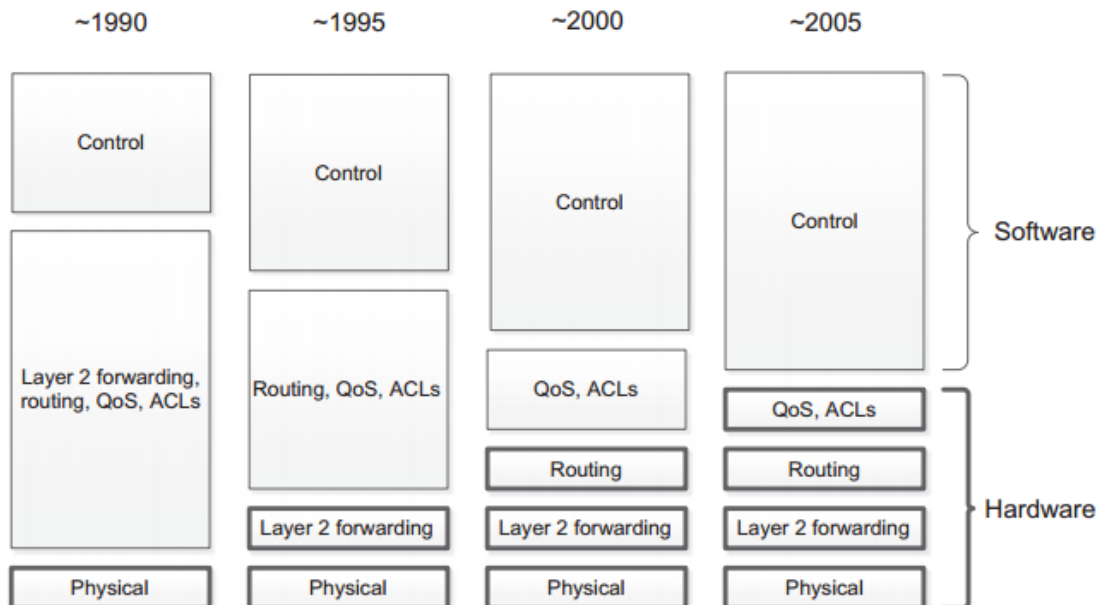 ~1990
~1995
~2000
~2005
Control
Control
Control
Control
Software
Layer 2 forwarding,
routing, QoS, ACLs
Routing, QoS, ACLs
QoS, ACLs
QoS, ACLs
Routing
Routing
Hardware
Layer 2 forwarding
Layer 2 forwarding
Layer 2 forwarding
Physical
Physical
Physical
Physical